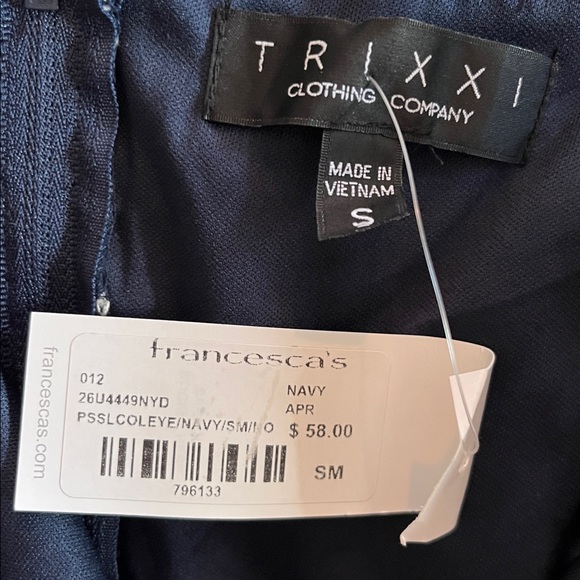 TRIXXI
CLOTHING COMPANY
MADE IN
VIETNAM
S
francesca's
012
26U4449NYD
NAVY
APR
PSSLCOLEYE/NAVY/SM/HO
$ 58.00
SM
796133
francescas.com